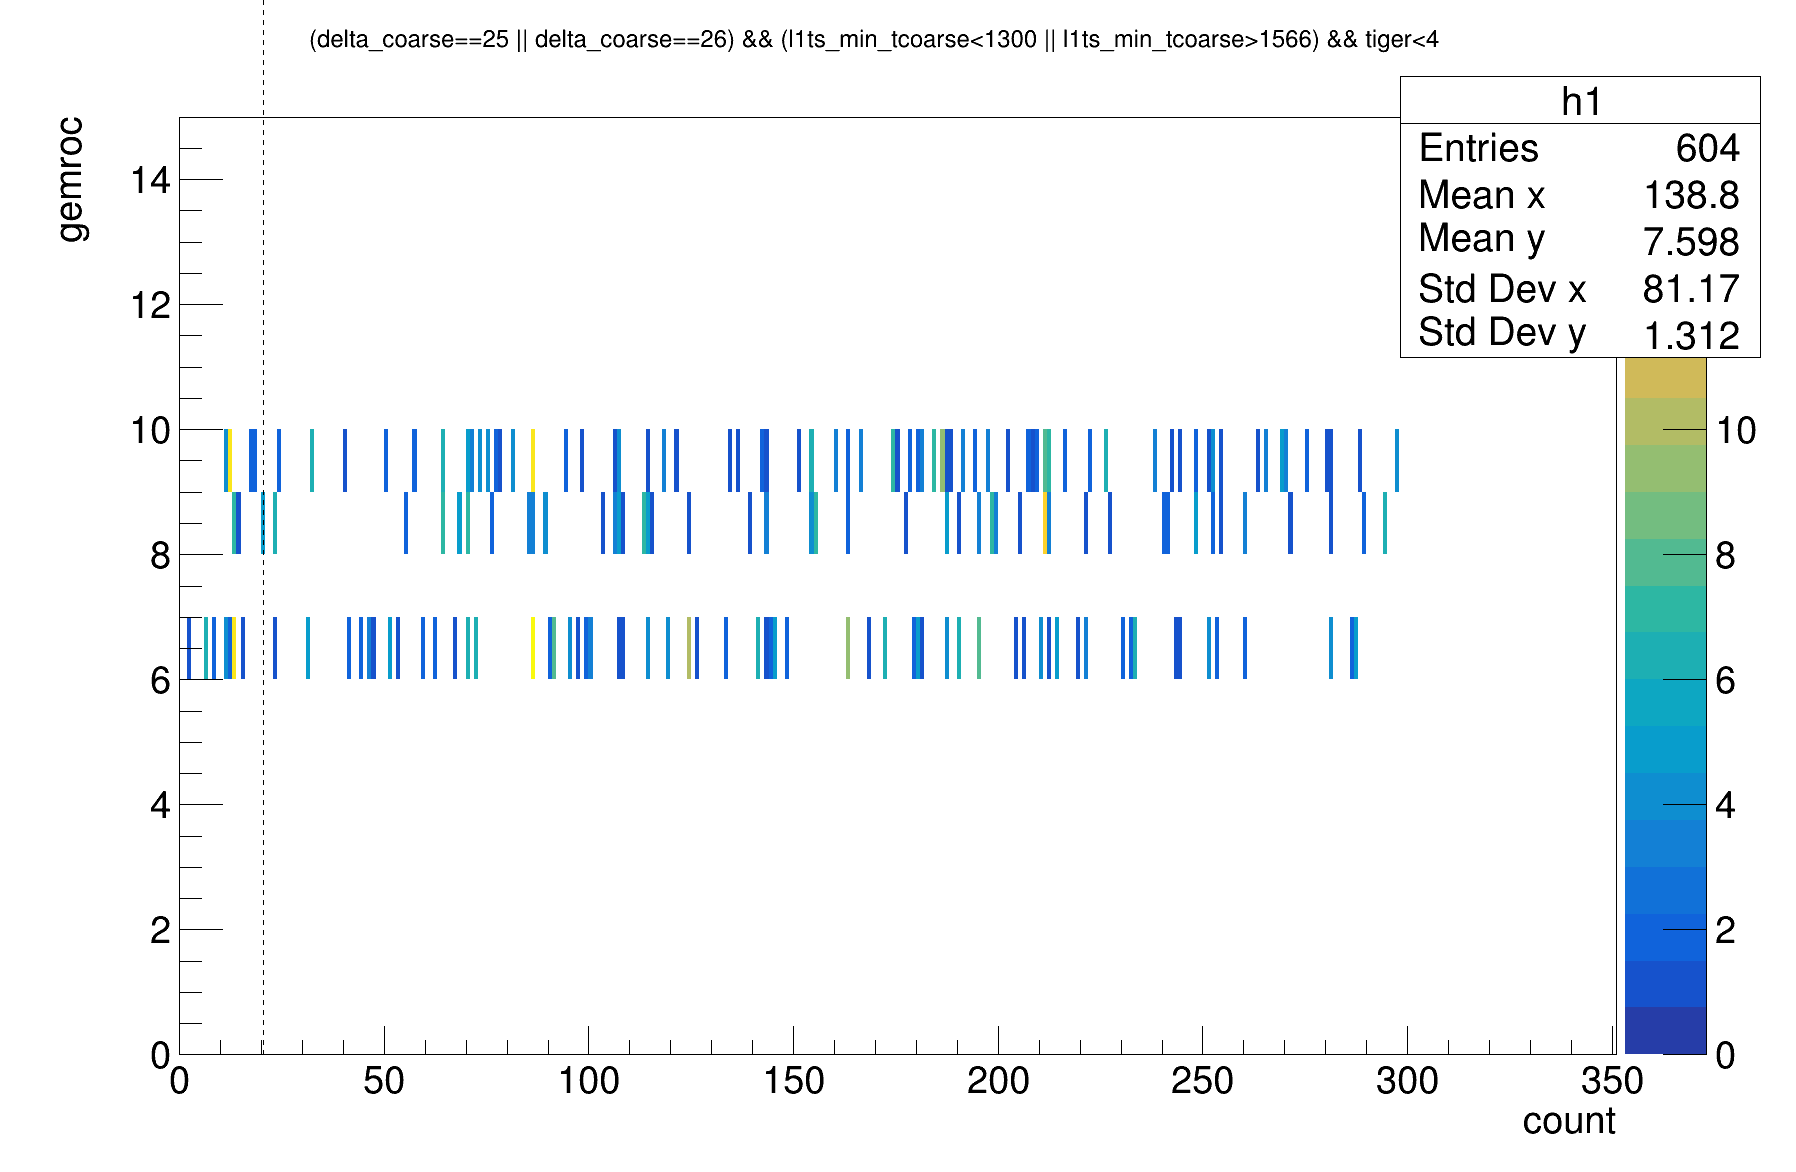 (delta_coarse==25 || delta_coarse==26) && (l1ts_min_tcoarse<1300 || l1ts_min_tcoarse>1566) && tiger<4
h1
Entries 604
Mean x 138.8
Mean y 7.598
Std Dev x 81.17
Std Dev y 1.312
gemroc
14
12
10
8
6
4
2
0
10
8
6
4
2
0
0 50 100 150 200 250 300 350
count